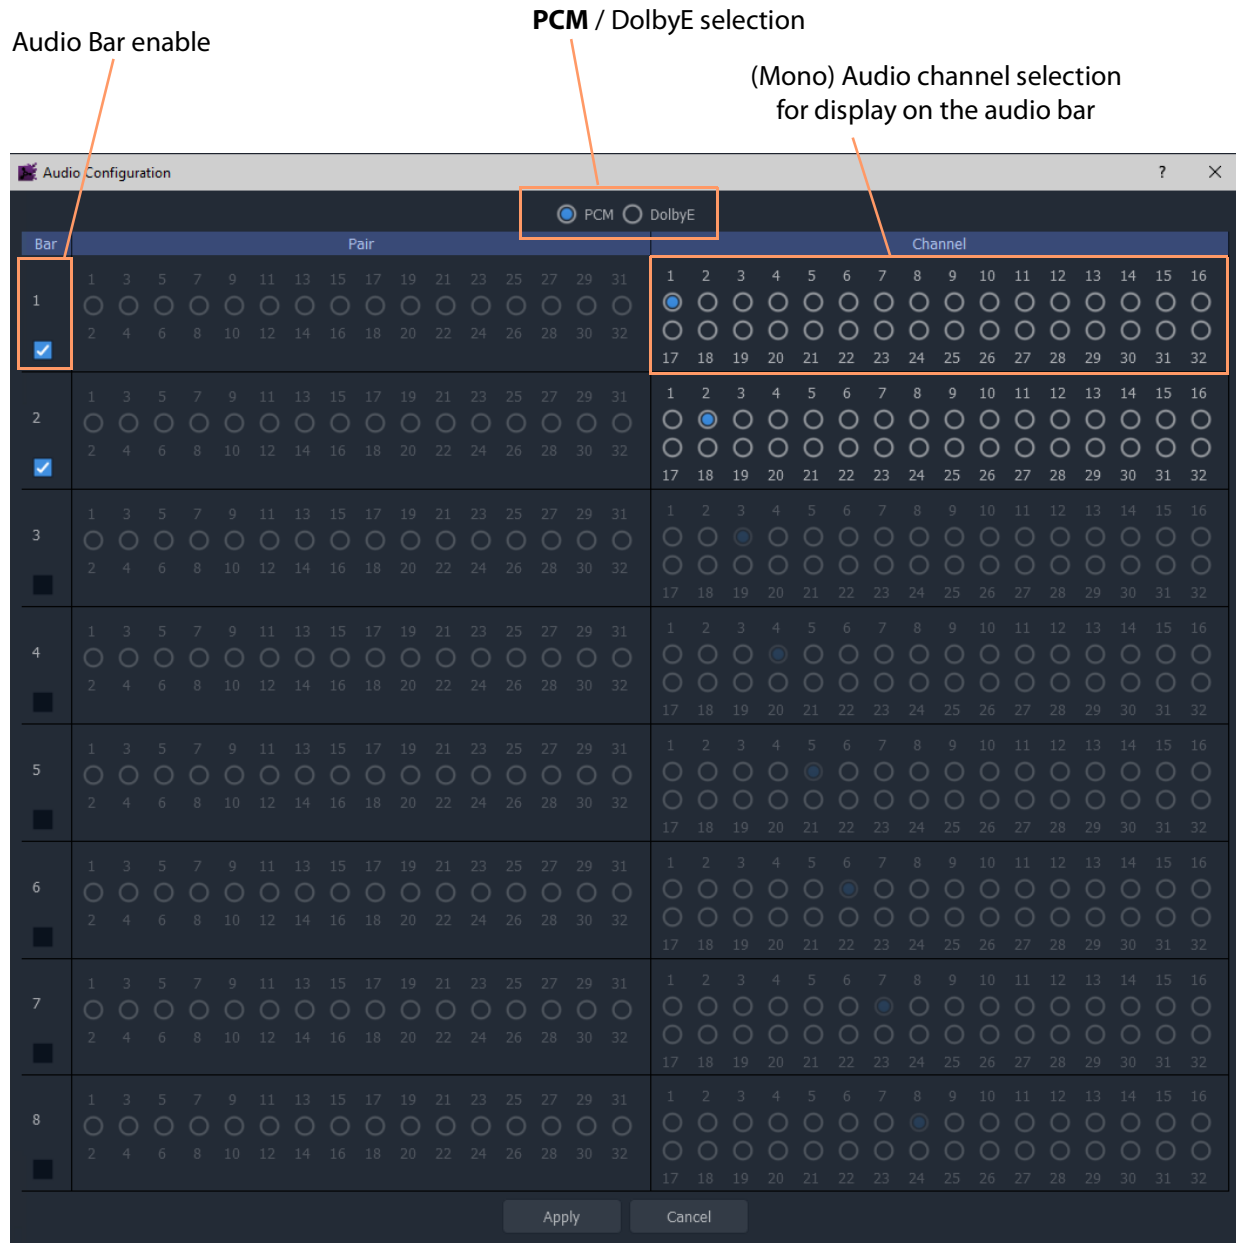 PCM / DolbyE selection
Audio Bar enable
(Mono) Audio channel selection
for display on the audio bar
Audio Configuration ? ×
PCM DolbyE
Bar Pair Channel
1 3 5 7 9 11 13 15 17 19 21 23 25 27 29 31 1 2 3 4 5 6 7 8 9 10 11 12 13 14 15 16
1
2 4 6 8 10 12 14 16 18 20 22 24 26 28 30 32 17 18 19 20 21 22 23 24 25 26 27 28 29 30 31 32
1 3 5 7 9 11 13 15 17 19 21 23 25 27 29 31 1 2 3 4 5 6 7 8 9 10 11 12 13 14 15 16
2
2 4 6 8 10 12 14 16 18 20 22 24 26 28 30 32 17 18 19 20 21 22 23 24 25 26 27 28 29 30 31 32
1 3 5 7 9 11 13 15 17 19 21 23 25 27 29 31 1 2 3 4 5 6 7 8 9 10 11 12 13 14 15 16
3
2 4 6 8 10 12 14 16 18 20 22 24 26 28 30 32 17 18 19 20 21 22 23 24 25 26 27 28 29 30 31 32
1 3 5 7 9 11 13 15 17 19 21 23 25 27 29 31 1 2 3 4 5 6 7 8 9 10 11 12 13 14 15 16
4
2 4 6 8 10 12 14 16 18 20 22 24 26 28 30 32 17 18 19 20 21 22 23 24 25 26 27 28 29 30 31 32
1 3 5 7 9 11 13 15 17 19 21 23 25 27 29 31 1 2 3 4 5 6 7 8 9 10 11 12 13 14 15 16
5
2 4 6 8 10 12 14 16 18 20 22 24 26 28 30 32 17 18 19 20 21 22 23 24 25 26 27 28 29 30 31 32
1 3 5 7 9 11 13 15 17 19 21 23 25 27 29 31 1 2 3 4 5 6 7 8 9 10 11 12 13 14 15 16
6
2 4 6 8 10 12 14 16 18 20 22 24 26 28 30 32 17 18 19 20 21 22 23 24 25 26 27 28 29 30 31 32
1 3 5 7 9 11 13 15 17 19 21 23 25 27 29 31 1 2 3 4 5 6 7 8 9 10 11 12 13 14 15 16
7
2 4 6 8 10 12 14 16 18 20 22 24 26 28 30 32 17 18 19 20 21 22 23 24 25 26 27 28 29 30 31 32
1 3 5 7 9 11 13 15 17 19 21 23 25 27 29 31 1 2 3 4 5 6 7 8 9 10 11 12 13 14 15 16
8
2 4 6 8 10 12 14 16 18 20 22 24 26 28 30 32 17 18 19 20 21 22 23 24 25 26 27 28 29 30 31 32
Apply Cancel